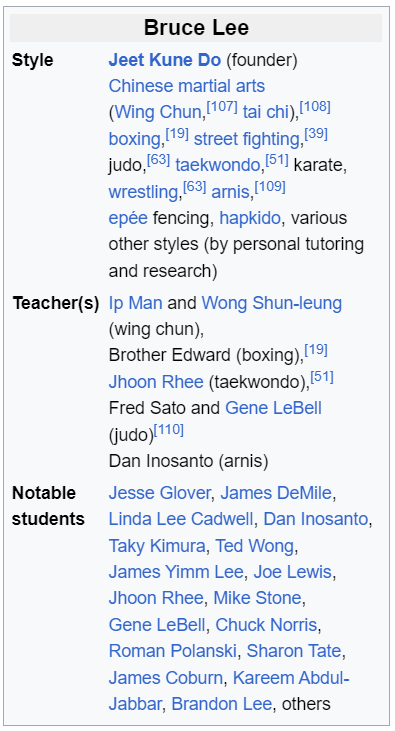 Bruce Lee
Style Jeet Kune Do (founder)
Chinese martial arts
(Wing Chun,[107] tai chi),[108]
boxing,[19] street fighting,[39]
judo,[63] taekwondo,[51] karate,
wrestling,[63] arnis,[109]
epée fencing, hapkido, various
other styles (by personal tutoring
and research)
Teacher(s) Ip Man and Wong Shun-leung
(wing chun),
Brother Edward (boxing),[19]
Jhoon Rhee (taekwondo),[51]
Fred Sato and Gene LeBell
(judo)[110]
Dan Inosanto (arnis)
Notable Jesse Glover, James DeMile,
students Linda Lee Cadwell, Dan Inosanto,
Taky Kimura, Ted Wong,
James Yimm Lee, Joe Lewis,
Jhoon Rhee, Mike Stone,
Gene LeBell, Chuck Norris,
Roman Polanski, Sharon Tate,
James Coburn, Kareem Abdul-
Jabbar, Brandon Lee, others